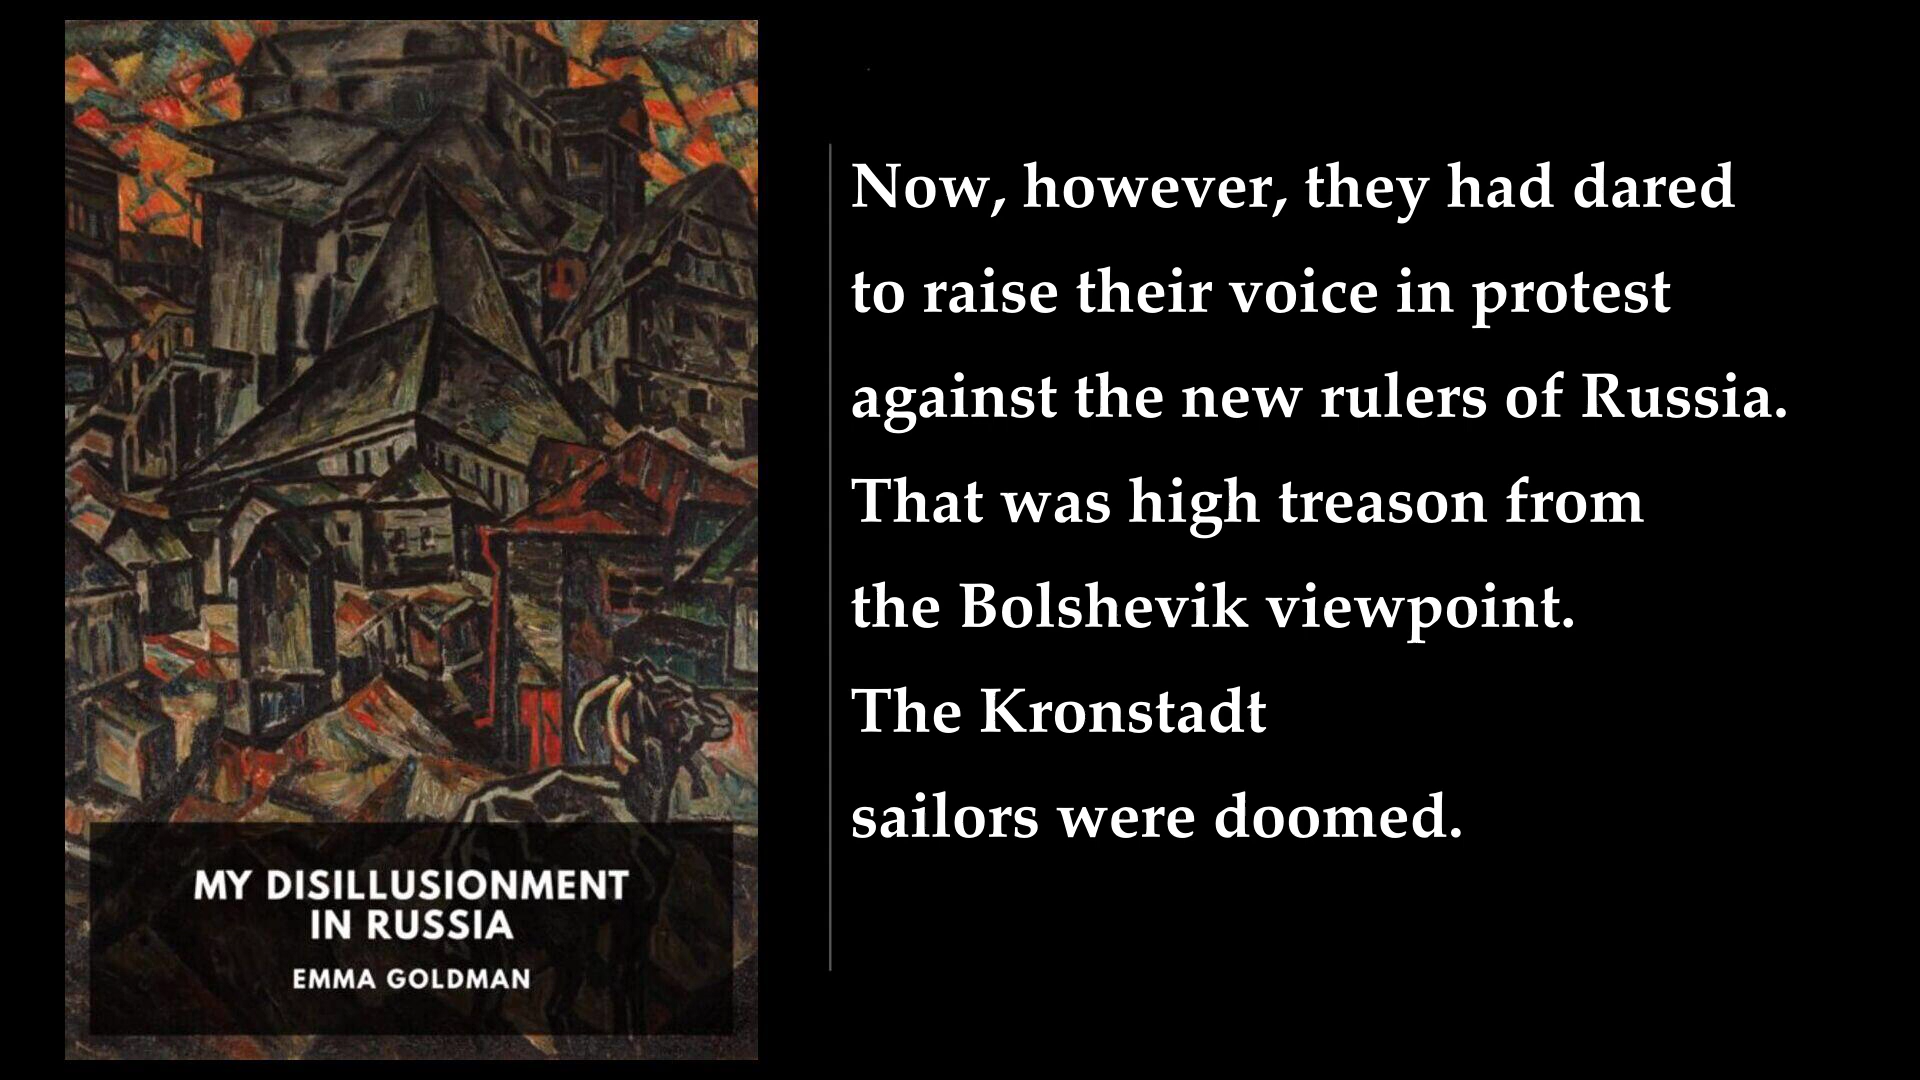 MY DISILLUSIONMENT
IN RUSSIA
EMMA GOLDMAN
Now, however, they had dared
to raise their voice in protest
against the new rulers of Russia.
That was high treason from
the Bolshevik viewpoint.
The Kronstadt
sailors were doomed.